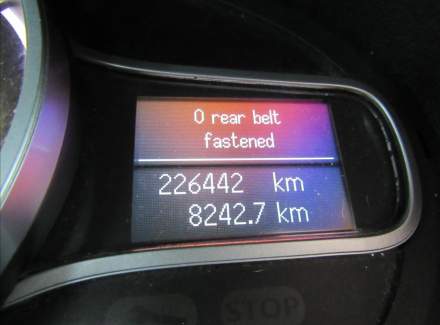 0 rear belt
fastened
226442 km
8242.7 km
STOP